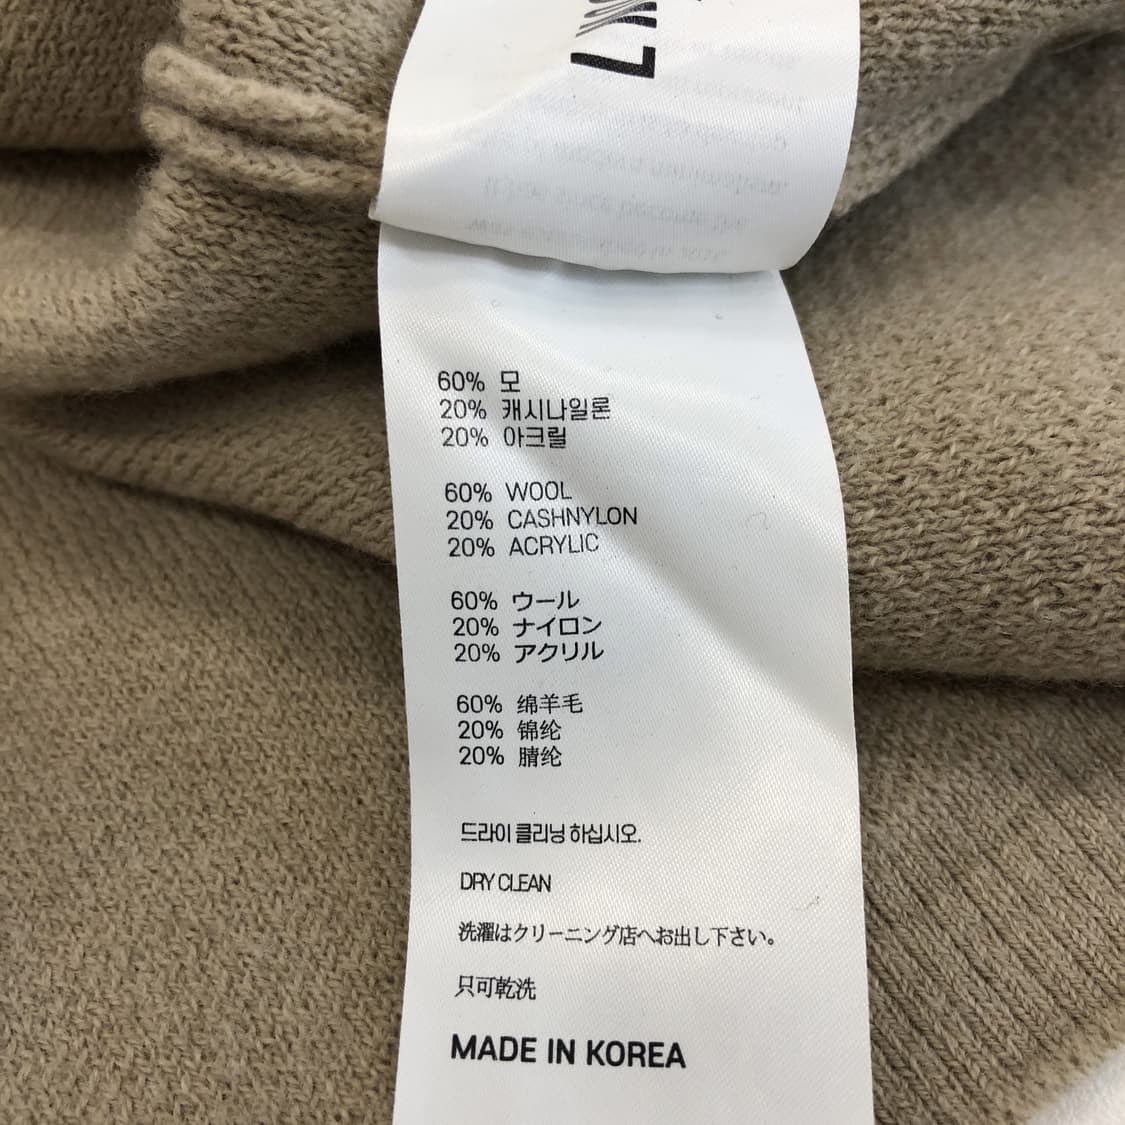 60% 모
20% 캐시나일론
20% 아크릴
60% WOOL
20% CASHNYLON
20% ACRYLIC
60% ウール
20% ナイロン
20% アクリル
60% 绵羊毛
20% 锦纶
20% 腈纶
드라이 클리닝 하십시오.
DRY CLEAN
洗濯はクリーニング店へお出し下さい。
只可乾洗
MADE IN KOREA